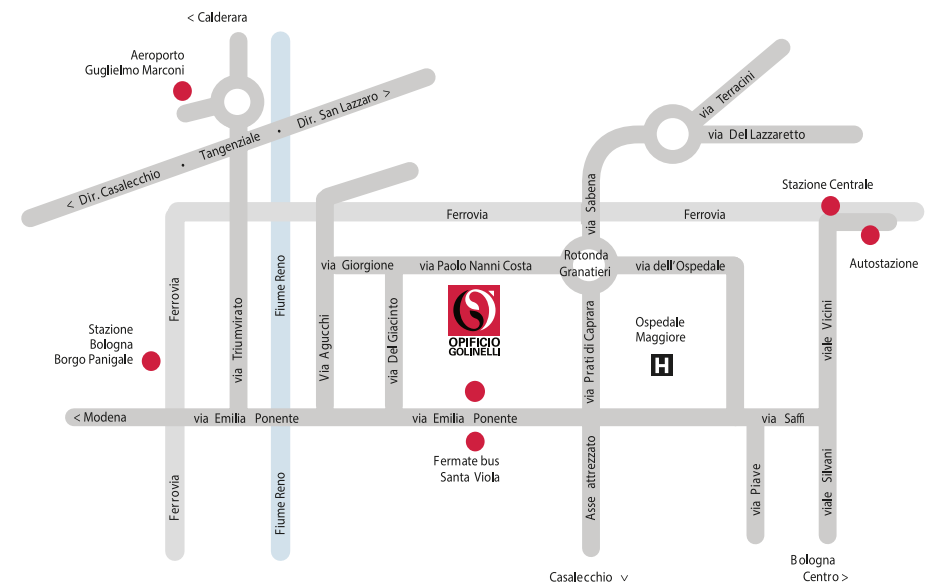 < Calderara
Aeroporto
Guglielmo Marconi
< Dir. Casalecchio • Tangenziale • Dir. San Lazzaro >
via Terracini
via Del Lazzaretto
via Sabena
Stazione Centrale
Ferrovia
Ferrovia
Autostazione
Rotonda
Granatieri
via Giorgione
via Paolo Nanni Costa
via dell'Ospedale
Ferrovia
via Triumvirato
Fiume Reno
Via Agucchi
via Del Giacinto
OPIFICIO
GOLINELLI
via Prati di Caprara
Ospedale
Maggiore
H
viale Vicini
Stazione
Bologna
Borgo Panigale
< Modena
via Emilia Ponente
via Emilia Ponente
via Saffi
Fermate bus
Santa Viola
Ferrovia
Fiume Reno
Asse attrezzato
via Piave
viale Silvani
Casalecchio >
Bologna
Centro >